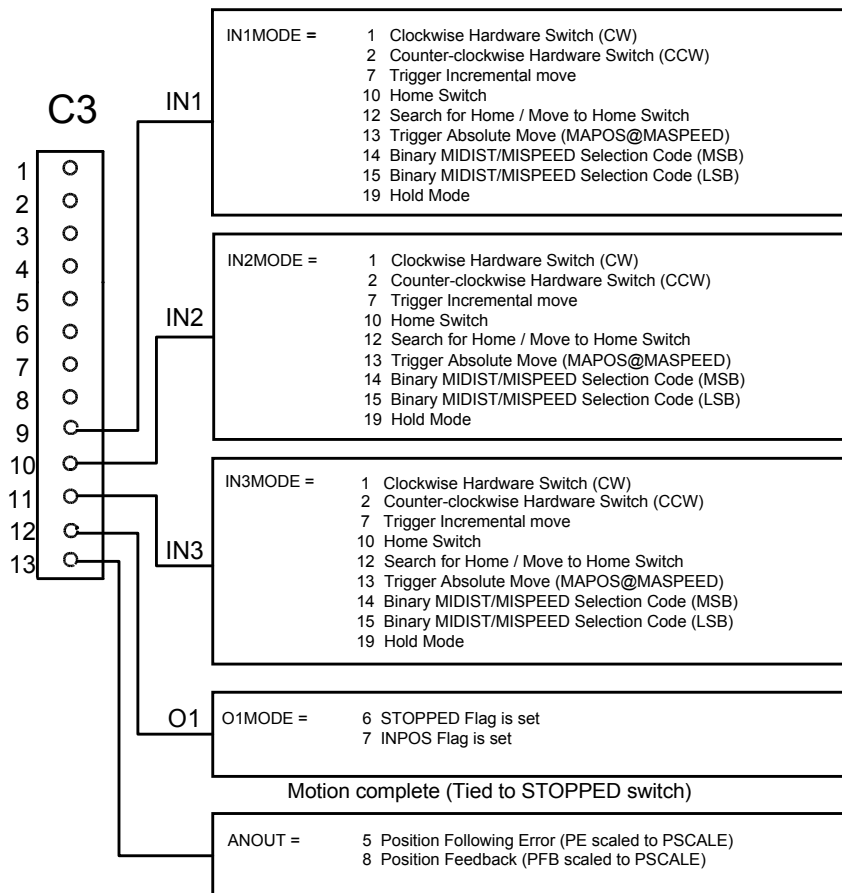 C3
1
2
3
4
5
6
7
8
9
10
11
12
13
IN1
IN1MODE = 1 Clockwise Hardware Switch (CW)
2 Counter-clockwise Hardware Switch (CCW)
7 Trigger Incremental move
10 Home Switch
12 Search for Home / Move to Home Switch
13 Trigger Absolute Move (MAPOS@MASPEED)
14 Binary MIDIST/MISPEED Selection Code (MSB)
15 Binary MIDIST/MISPEED Selection Code (LSB)
19 Hold Mode
IN2
IN2MODE = 1 Clockwise Hardware Switch (CW)
2 Counter-clockwise Hardware Switch (CCW)
7 Trigger Incremental move
10 Home Switch
12 Search for Home / Move to Home Switch
13 Trigger Absolute Move (MAPOS@MASPEED)
14 Binary MIDIST/MISPEED Selection Code (MSB)
15 Binary MIDIST/MISPEED Selection Code (LSB)
19 Hold Mode
IN3
IN3MODE = 1 Clockwise Hardware Switch (CW)
2 Counter-clockwise Hardware Switch (CCW)
7 Trigger Incremental move
10 Home Switch
12 Search for Home / Move to Home Switch
13 Trigger Absolute Move (MAPOS@MASPEED)
14 Binary MIDIST/MISPEED Selection Code (MSB)
15 Binary MIDIST/MISPEED Selection Code (LSB)
19 Hold Mode
O1
O1MODE = 6 STOPPED Flag is set
7 INPOS Flag is set
Motion complete (Tied to STOPPED switch)
ANOUT = 5 Position Following Error (PE scaled to PSCALE)
8 Position Feedback (PFB scaled to PSCALE)